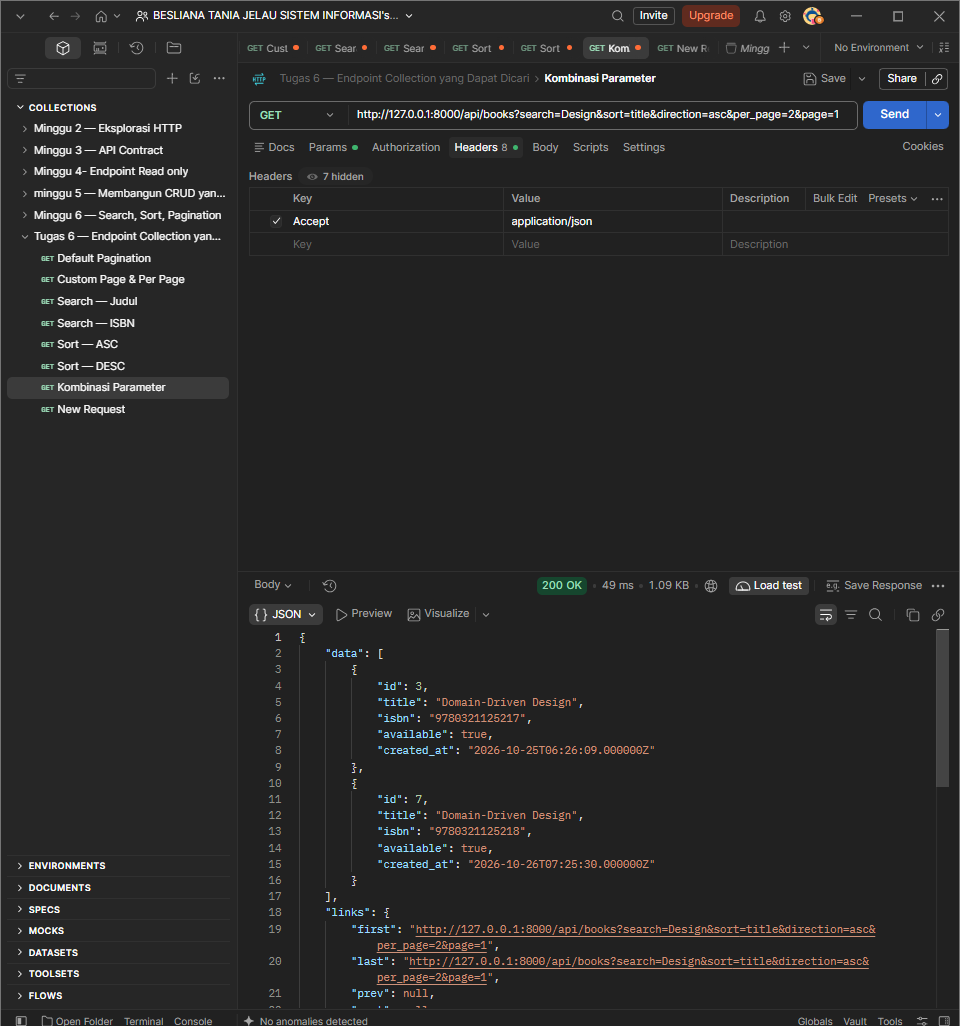 BESLIANA TANIA JELAU SISTEM INFORMASI's... Invite Upgrade
GET Cust GET Sear GET Sear GET Sort GET Sort GET Kom GET New R Mingg No Environment
Tugas 6 — Endpoint Collection yang Dapat Dicari > Kombinasi Parameter Save Share
GET http://127.0.0.1:8000/api/books?search=Design&sort=title&direction=asc&per_page=2&page=1 Send
Docs Params Authorization Headers 8 Body Scripts Settings Cookies
Headers 7 hidden
Key Value Description Bulk Edit Presets
Accept application/json
Key Value Description
COLLECTIONS
Minggu 2 — Eksplorasi HTTP
Minggu 3 — API Contract
Minggu 4- Endpoint Read only
minggu 5 — Membangun CRUD yan...
Minggu 6 — Search, Sort, Pagination
Tugas 6 — Endpoint Collection yan...
GET Default Pagination
GET Custom Page & Per Page
GET Search — Judul
GET Search — ISBN
GET Sort — ASC
GET Sort — DESC
GET Kombinasi Parameter
GET New Request
ENVIRONMENTS
DOCUMENTS
SPECS
MOCKS
DATASETS
TOOLSETS
FLOWS
Body 200 OK 49 ms 1.09 KB Load test e.g. Save Response
{ } JSON Preview Visualize
1 {
2 "data": [
3 {
4 "id": 3,
5 "title": "Domain-Driven Design",
6 "isbn": "9780321125217",
7 "available": true,
8 "created_at": "2026-10-25T06:26:09.000000Z"
9 },
10 {
11 "id": 7,
12 "title": "Domain-Driven Design",
13 "isbn": "9780321125218",
14 "available": true,
15 "created_at": "2026-10-26T07:25:30.000000Z"
16 }
17 ],
18 "links": {
19 "first": "http://127.0.0.1:8000/api/books?search=Design&sort=title&direction=asc&
per_page=2&page=1",
20 "last": "http://127.0.0.1:8000/api/books?search=Design&sort=title&direction=asc&
per_page=2&page=1",
21 "prev": null,
Open Folder Terminal Console No anomalies detected Globals Vault Tools